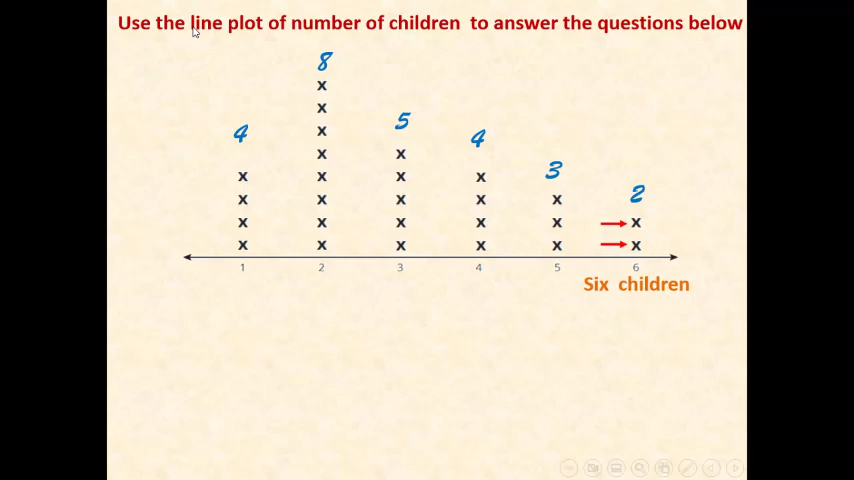 Use the line plot of number of children to answer the questions below
8
4 5 4 3 2
x
x
x
x x
x x x x
x x x x x
x x x x x x
x x x x x x
1 2 3 4 5 6
Six children